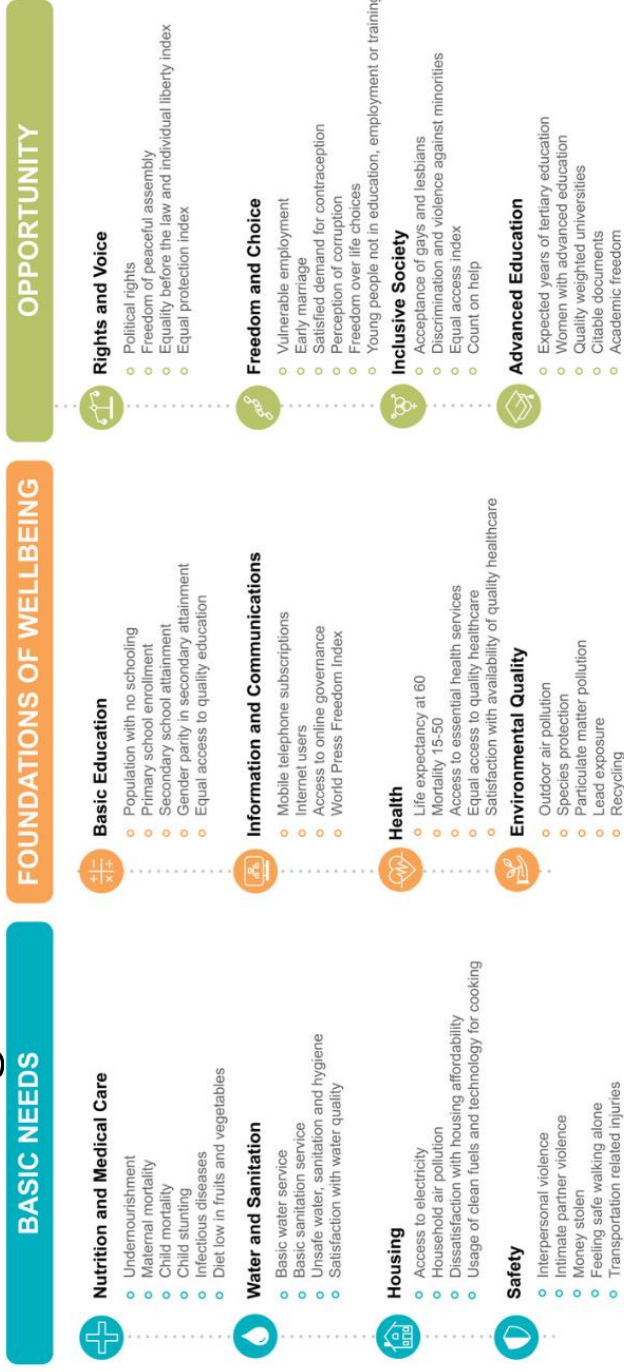 BASIC NEEDS
Nutrition and Medical Care
Undernourishment
Maternal mortality
Child mortality
Child stunting
Infectious diseases
Diet low in fruits and vegetables
Water and Sanitation
Basic water service
Basic sanitation service
Unsafe water, sanitation and hygiene
Satisfaction with water quality
Housing
Access to electricity
Household air pollution
Dissatisfaction with housing affordability
Usage of clean fuels and technology for cooking
Safety
Interpersonal violence
Intimate partner violence
Money stolen
Feeling safe walking alone
Transportation related injuries
FOUNDATIONS OF WELLBEING
Basic Education
Population with no schooling
Primary school enrollment
Secondary school attainment
Gender parity in secondary attainment
Equal access to quality education
Information and Communications
Mobile telephone subscriptions
Internet users
Access to online governance
World Press Freedom Index
Health
Life expectancy at 60
Mortality 15-50
Access to essential health services
Equal access to quality healthcare
Satisfaction with availability of quality healthcare
Environmental Quality
Outdoor air pollution
Species protection
Particulate matter pollution
Lead exposure
Recycling
OPPORTUNITY
Rights and Voice
Political rights
Freedom of peaceful assembly
Equality before the law and individual liberty index
Equal protection index
Freedom and Choice
Vulnerable employment
Early marriage
Satisfied demand for contraception
Perception of corruption
Freedom over life choices
Young people not in education, employment or training
Inclusive Society
Acceptance of gays and lesbians
Discrimination and violence against minorities
Equal access index
Count on help
Advanced Education
Expected years of tertiary education
Women with advanced education
Quality weighted universities
Citable documents
Academic freedom